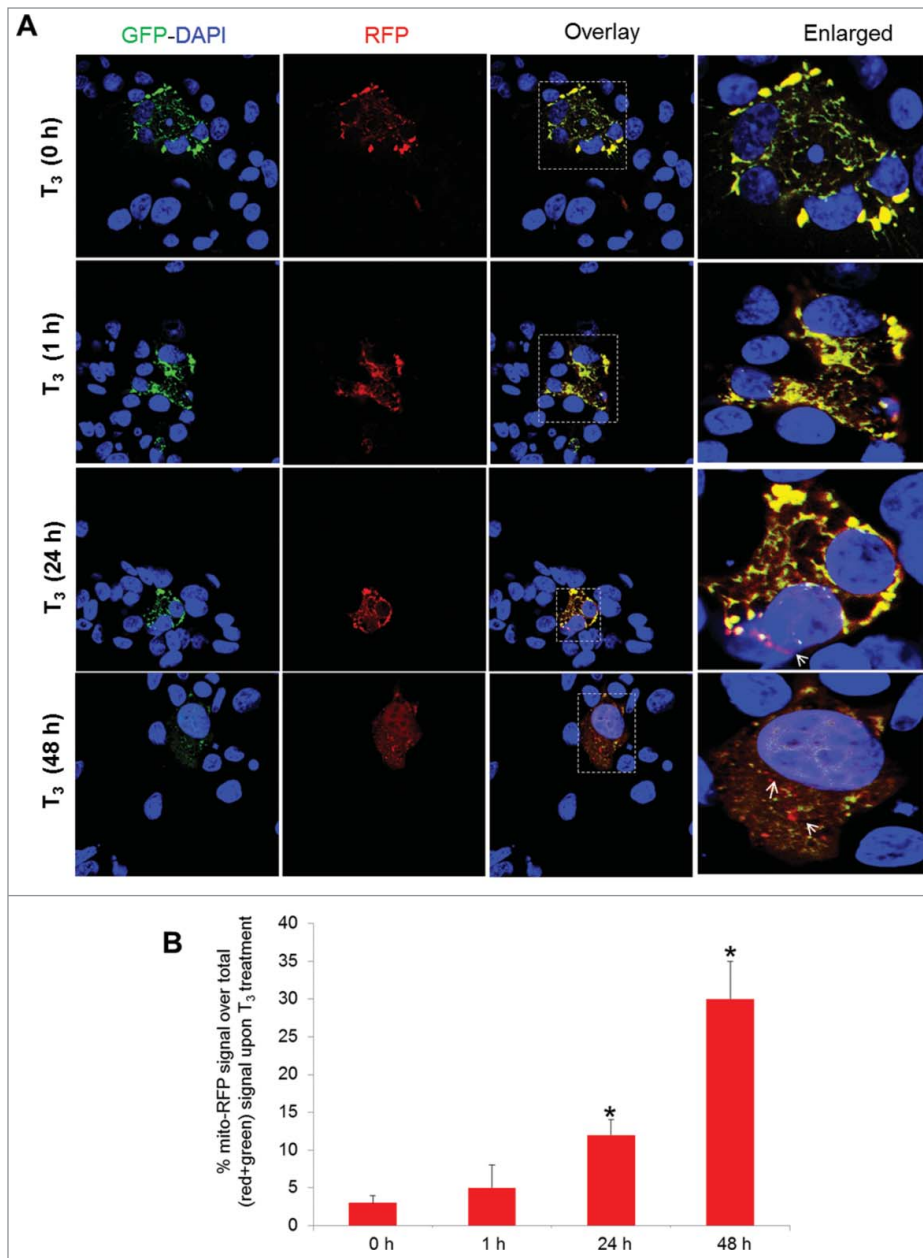 A
GFP-DAPI RFP Overlay Enlarged
T3 (0 h)
T3 (1 h)
T3 (24 h)
T3 (48 h)
B
% mito-RFP signal over total
(red+green) signal upon T3 treatment
40
35
30
25
20
15
10
5
0
*
*
0 h 1 h 24 h 48 h